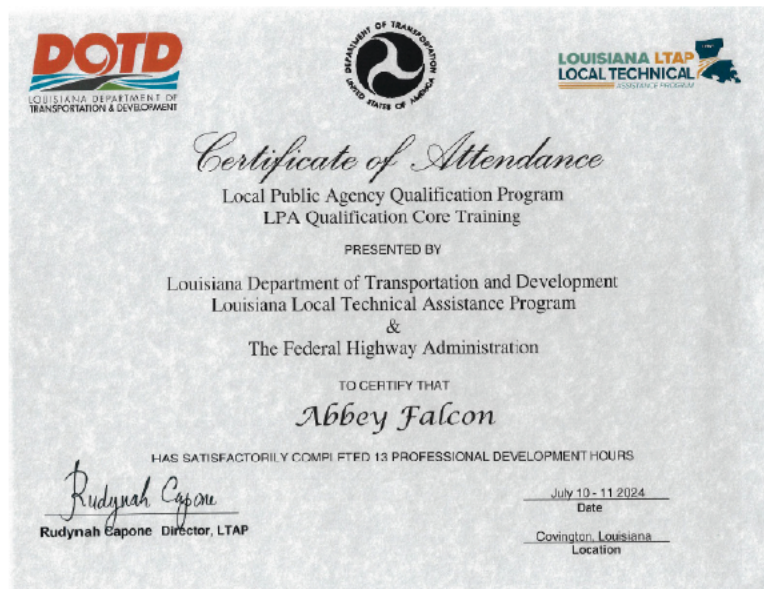 DOTD
LOUISIANA DEPARTMENT OF
TRANSPORTATION & DEVELOPMENT
DEPARTMENT OF TRANSPORTATION
UNITED STATES OF AMERICA
LOUISIANA LTAP
LOCAL TECHNICAL
ASSISTANCE PROGRAM
Certificate of Attendance
Local Public Agency Qualification Program
LPA Qualification Core Training
PRESENTED BY
Louisiana Department of Transportation and Development
Louisiana Local Technical Assistance Program
&
The Federal Highway Administration
TO CERTIFY THAT
Abbey Falcon
HAS SATISFACTORILY COMPLETED 13 PROFESSIONAL DEVELOPMENT HOURS
Rudynah Capone
Rudynah Capone Director, LTAP
July 10 - 11 2024
Date
Covington, Louisiana
Location